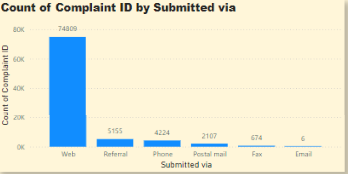 Count of Complaint ID by Submitted via
Count of Complaint ID
80K
60K
40K
20K
0K
74809
5155
4224
2107
674
6
Web
Referral
Phone
Postal mail
Fax
Email
Submitted via